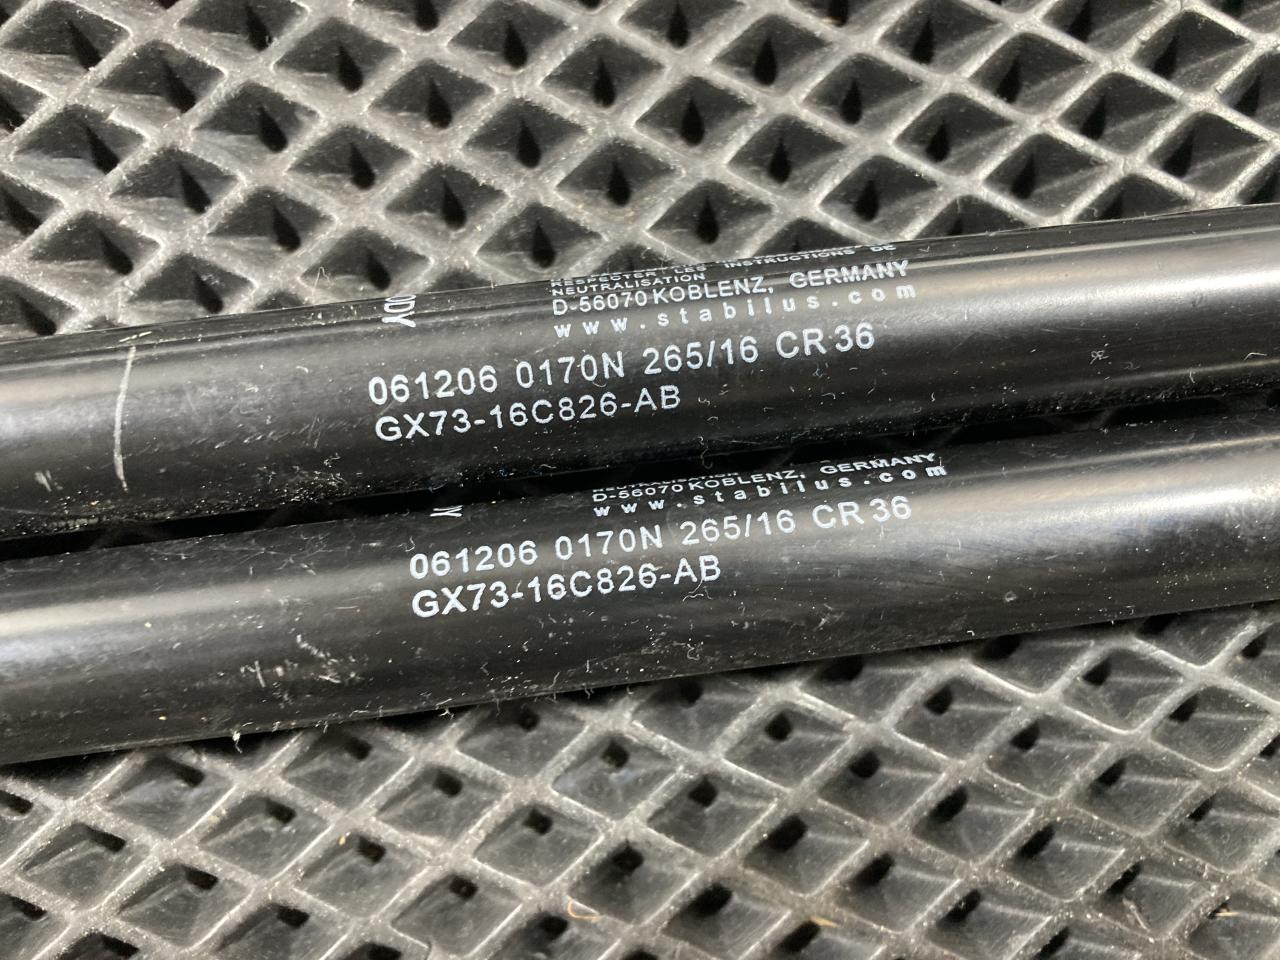 RESPECTER LES INSTRUCTIONS DE
NEUTRALISATION
D-56070 KOBLENZ, GERMANY
www.stabilus.com
ODY
061206 0170N 265/16 CR 36
GX73-16C826-AB
D-56070 KOBLENZ, GERMANY
www.stabilus.com
061206 0170N 265/16 CR 36
GX73-16C826-AB